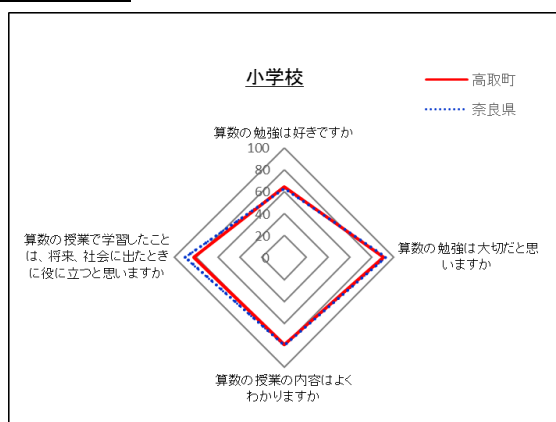 小学校
高取町
奈良県
算数の勉強は好きですか
100
80
60
40
20
0
算数の授業で学習したこと
は、将来、社会に出たとき
に役に立つと思いますか
算数の勉強は大切だと思
いますか
算数の授業の内容はよく
わかりますか